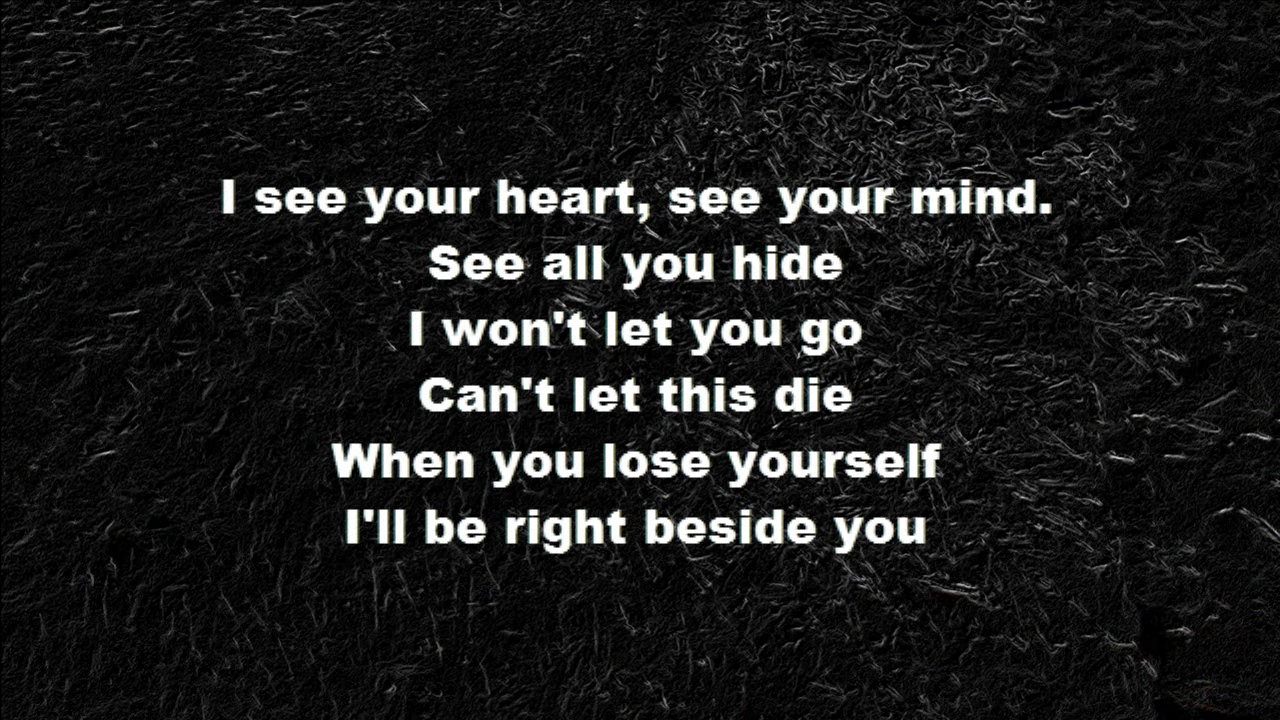 I see your heart, see your mind.
See all you hide
I won't let you go
Can't let this die
When you lose yourself
I'll be right beside you